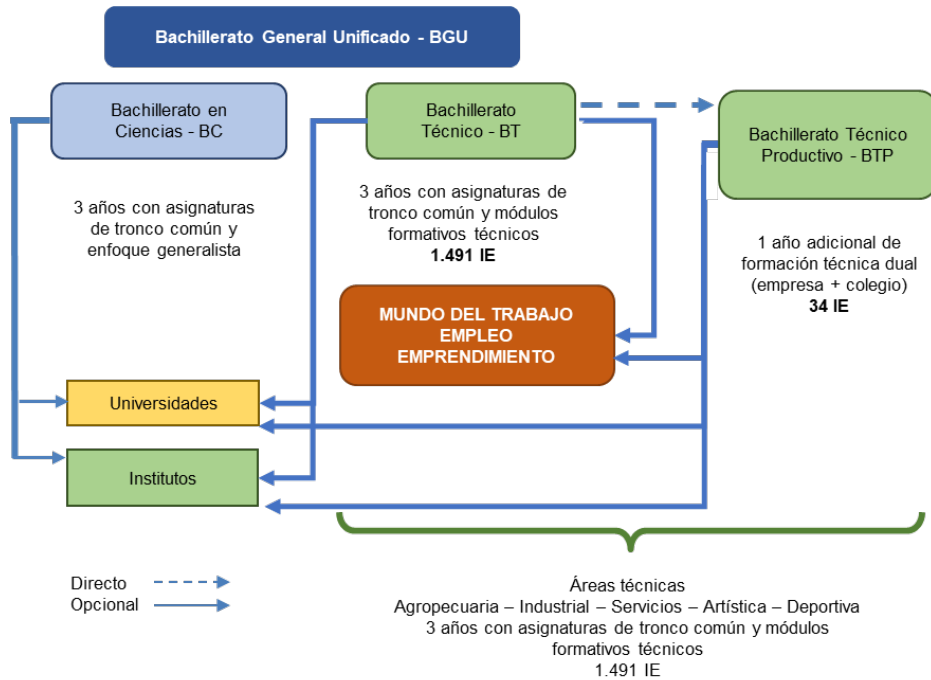 Bachillerato General Unificado - BGU
Bachillerato en
Ciencias - BC
3 años con asignaturas
de tronco común y
enfoque generalista
Bachillerato
Técnico - BT
3 años con asignaturas de
tronco común y módulos
formativos técnicos
1.491 IE
Bachillerato Técnico
Productivo - BTP
1 año adicional de
formación técnica dual
(empresa + colegio)
34 IE
MUNDO DEL TRABAJO
EMPLEO
EMPRENDIMIENTO
Universidades
Institutos
Directo
Opcional
Áreas técnicas
Agropecuaria – Industrial – Servicios – Artística – Deportiva
3 años con asignaturas de tronco común y módulos
formativos técnicos
1.491 IE